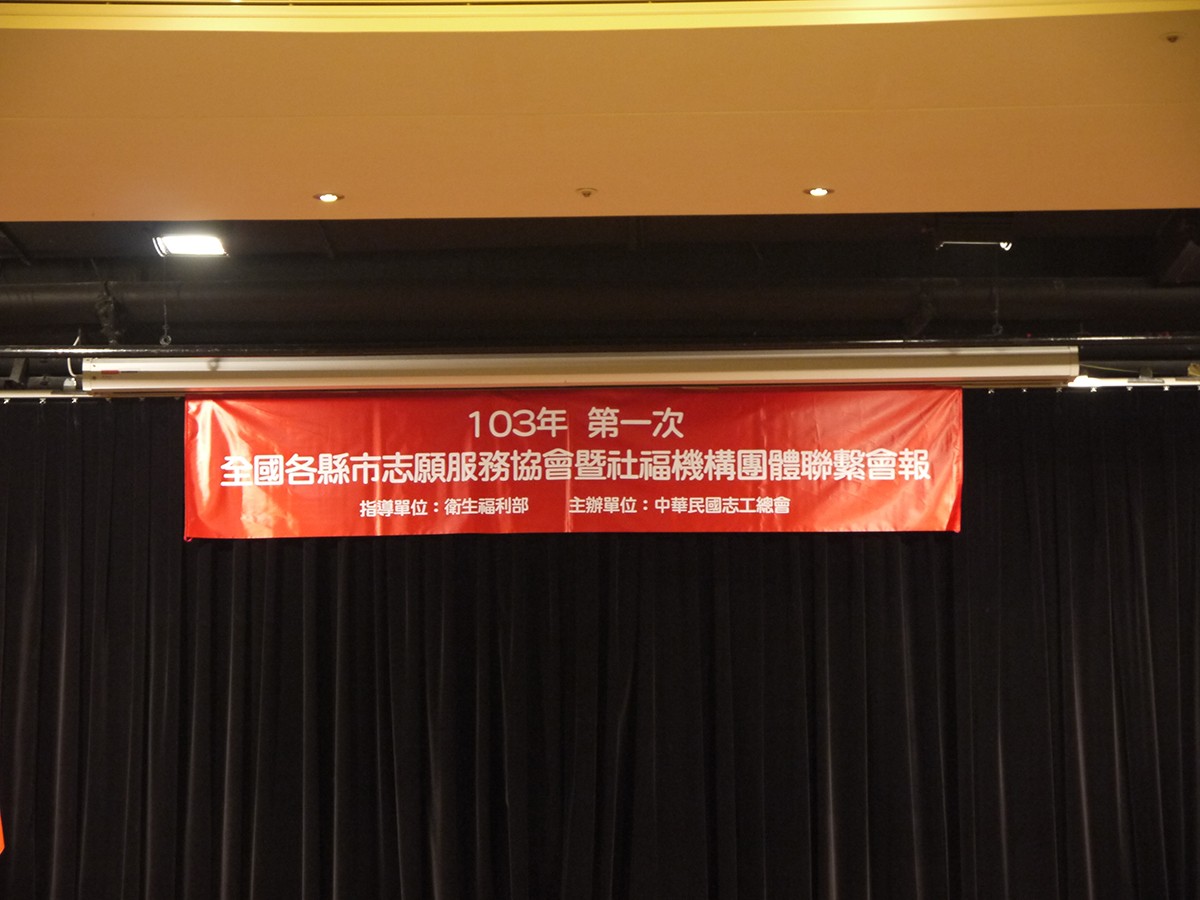 103年 第一次
全國各縣市志願服務協會暨社福機構團體聯繫會報
指導單位：衛生福利部 主辦單位：中華民國志工總會